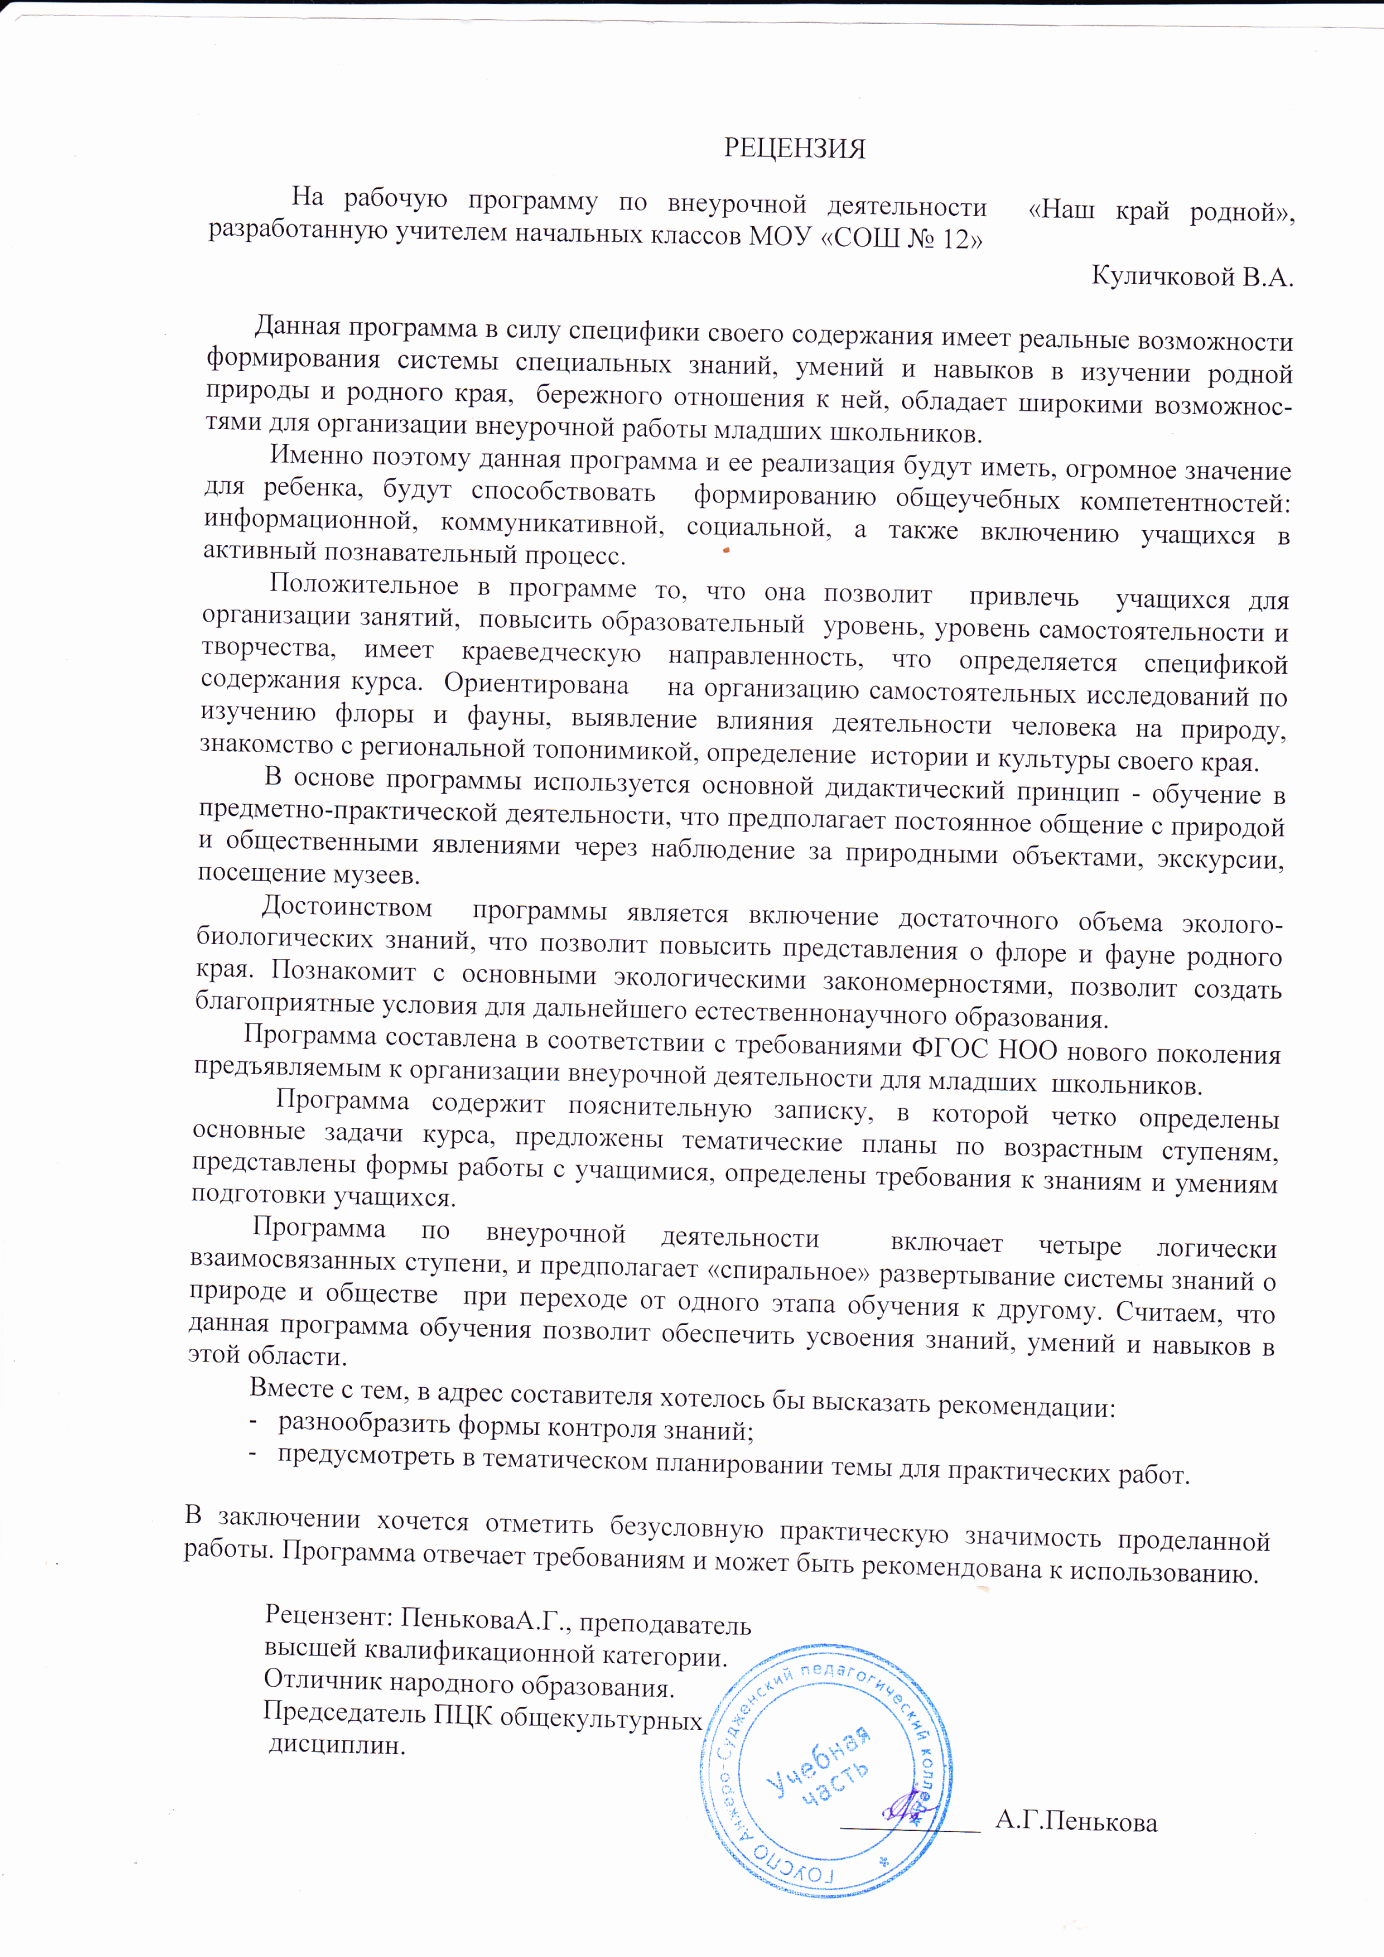 РЕЦЕНЗИЯ
На рабочую программу по внеурочной деятельности «Наш край родной»,
разработанную учителем начальных классов МОУ «СОШ № 12»
Куличковой В.А.
Данная программа в силу специфики своего содержания имеет реальные возможности
формирования системы специальных знаний, умений и навыков в изучении родной
природы и родного края, бережного отношения к ней, обладает широкими возможнос-
тями для организации внеурочной работы младших школьников.
Именно поэтому данная программа и ее реализация будут иметь, огромное значение
для ребенка, будут способствовать формированию общеучебных компетентностей:
информационной, коммуникативной, социальной, а также включению учащихся в
активный познавательный процесс.
Положительное в программе то, что она позволит привлечь учащихся для
организации занятий, повысить образовательный уровень, уровень самостоятельности и
творчества, имеет краеведческую направленность, что определяется спецификой
содержания курса. Ориентирована на организацию самостоятельных исследований по
изучению флоры и фауны, выявление влияния деятельности человека на природу,
знакомство с региональной топонимикой, определение истории и культуры своего края.
В основе программы используется основной дидактический принцип - обучение в
предметно-практической деятельности, что предполагает постоянное общение с природой
и общественными явлениями через наблюдение за природными объектами, экскурсии,
посещение музеев.
Достоинством программы является включение достаточного объема эколого-
биологических знаний, что позволит повысить представления о флоре и фауне родного
края. Познакомит с основными экологическими закономерностями, позволит создать
благоприятные условия для дальнейшего естественнонаучного образования.
Программа составлена в соответствии с требованиями ФГОС НОО нового поколения
предъявляемым к организации внеурочной деятельности для младших школьников.
Программа содержит пояснительную записку, в которой четко определены
основные задачи курса, предложены тематические планы по возрастным ступеням,
представлены формы работы с учащимися, определены требования к знаниям и умениям
подготовки учащихся.
Программа по внеурочной деятельности включает четыре логически
взаимосвязанных ступени, и предполагает «спиральное» развертывание системы знаний о
природе и обществе при переходе от одного этапа обучения к другому. Считаем, что
данная программа обучения позволит обеспечить усвоения знаний, умений и навыков в
этой области.
Вместе с тем, в адрес составителя хотелось бы высказать рекомендации:
- разнообразить формы контроля знаний;
- предусмотреть в тематическом планировании темы для практических работ.
В заключении хочется отметить безусловную практическую значимость проделанной
работы. Программа отвечает требованиям и может быть рекомендована к использованию.
Рецензент: ПеньковаА.Г., преподаватель
высшей квалификационной категории.
Отличник народного образования.
Председатель ПЦК общекультурных
дисциплин.
ГОУСПО Анжеро-Судженский педагогический колледж
Учебная
часть
А.Г.Пенькова